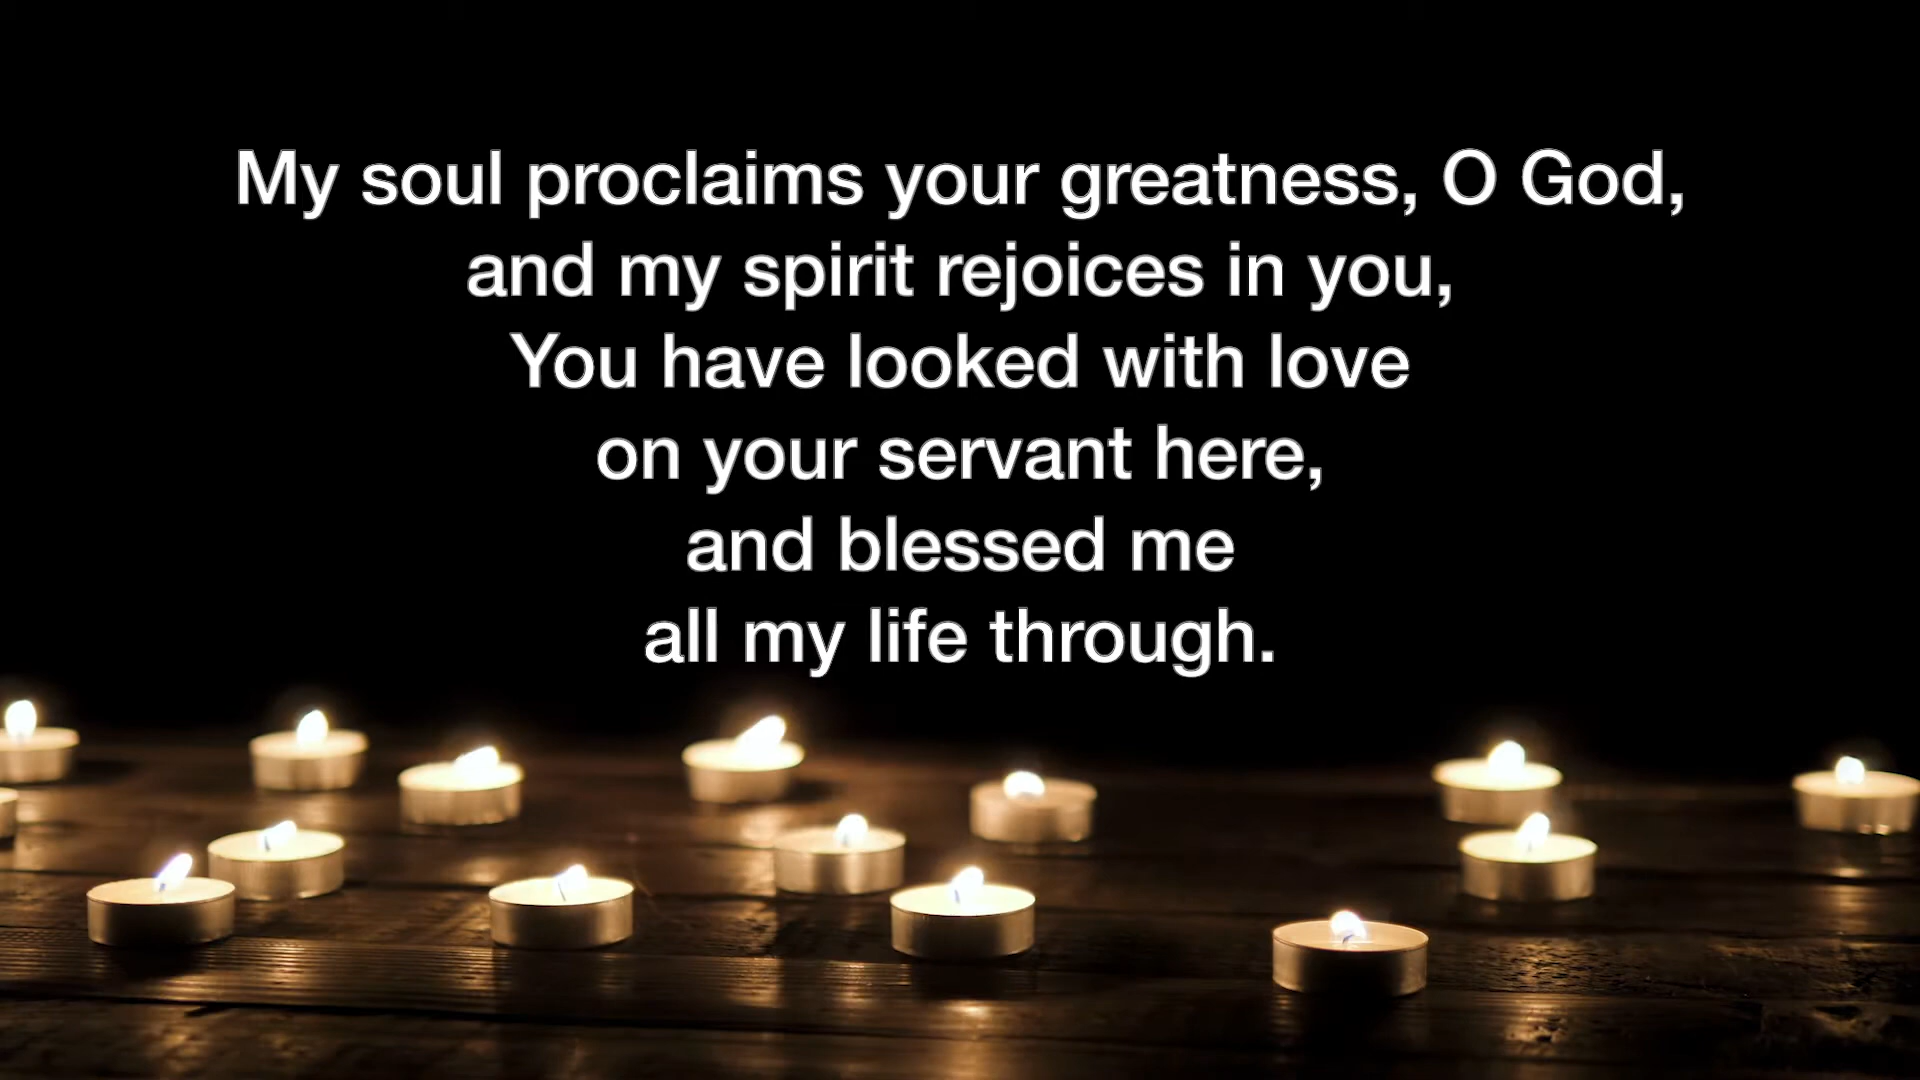 My soul proclaims your greatness, O God,
and my spirit rejoices in you,
You have looked with love
on your servant here,
and blessed me
all my life through.